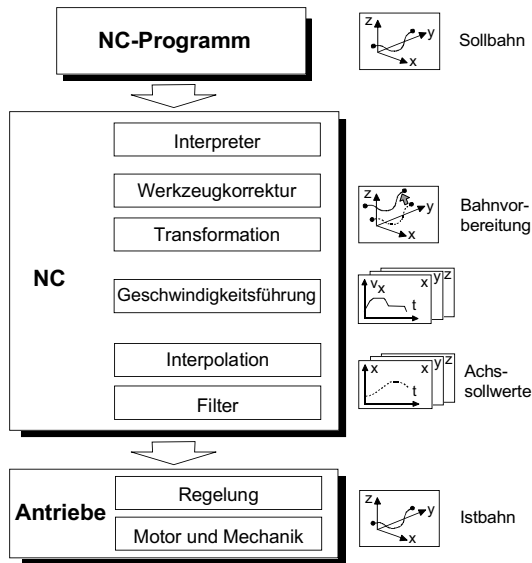 NC-Programm
z
y
x
Sollbahn
NC
Interpreter
Werkzeugkorrektur
Transformation
z
y
x
Bahnvor-
bereitung
Geschwindigkeitsführung
v x
t
x y z
Interpolation
Filter
x
t
x y z
Achs-
sollwerte
Antriebe
Regelung
Motor und Mechanik
z
y
x
Istbahn